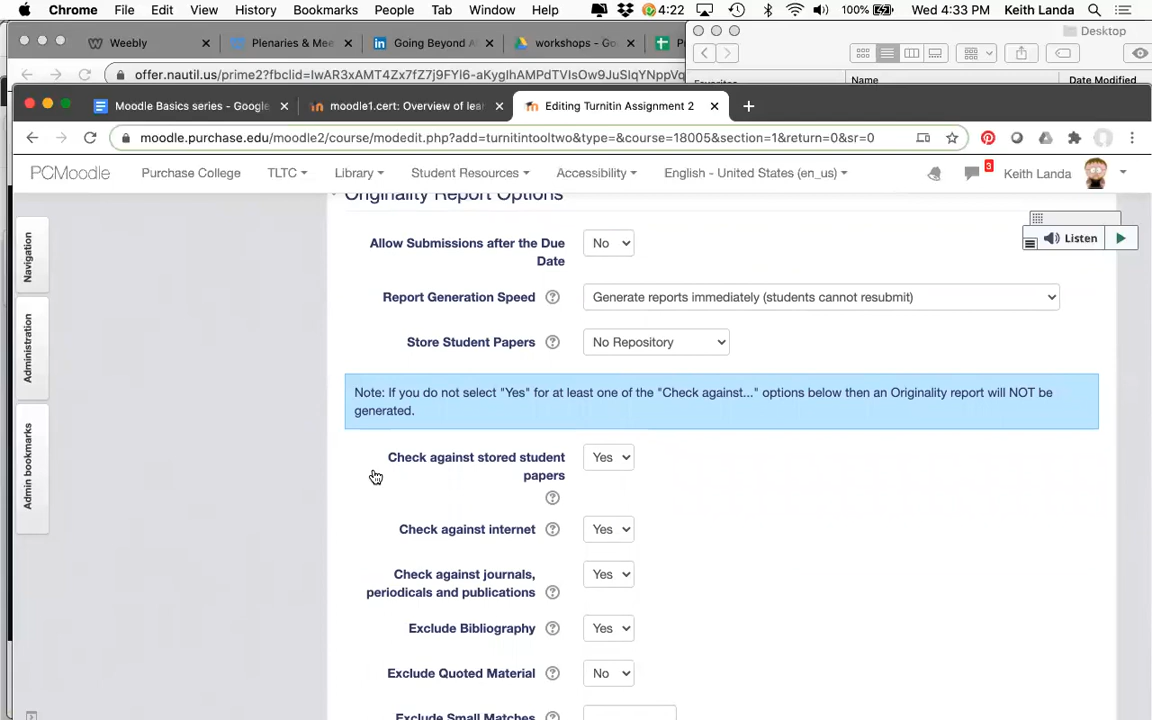 Chrome File Edit View History Bookmarks People Tab Window Help 4:22 100% Wed 4:33 PM Keith Landa
Weebly Plenaries & Mee Going Beyond workshops - Go Desktop
offer.nautil.us/prime2?fbclid=IwAR3xAMT4Zx7fZ7j9FYl6-aKyglhAMPdTVIsOw9JuSlqYNppVq
Name Date Modified
Moodle Basics series - Google moodle1.cert: Overview of lea Editing Turnitin Assignment 2
moodle.purchase.edu/moodle2/course/modedit.php?add=turnitintooltwo&type=&course=18005&section=1&return=0&sr=0
PCMoodle Purchase College TLTC Library Student Resources Accessibility English - United States (en_us) 3 Keith Landa
Originality Report Options
Navigation
Administration
Admin bookmarks
Listen
Allow Submissions after the Due
Date
No
Report Generation Speed Generate reports immediately (students cannot resubmit)
Store Student Papers No Repository
Note: If you do not select "Yes" for at least one of the "Check against..." options below then an Originality report will NOT be
generated.
Check against stored student
papers
Yes
Check against internet Yes
Check against journals,
periodicals and publications
Yes
Exclude Bibliography Yes
Exclude Quoted Material No
Exclude Small Matches